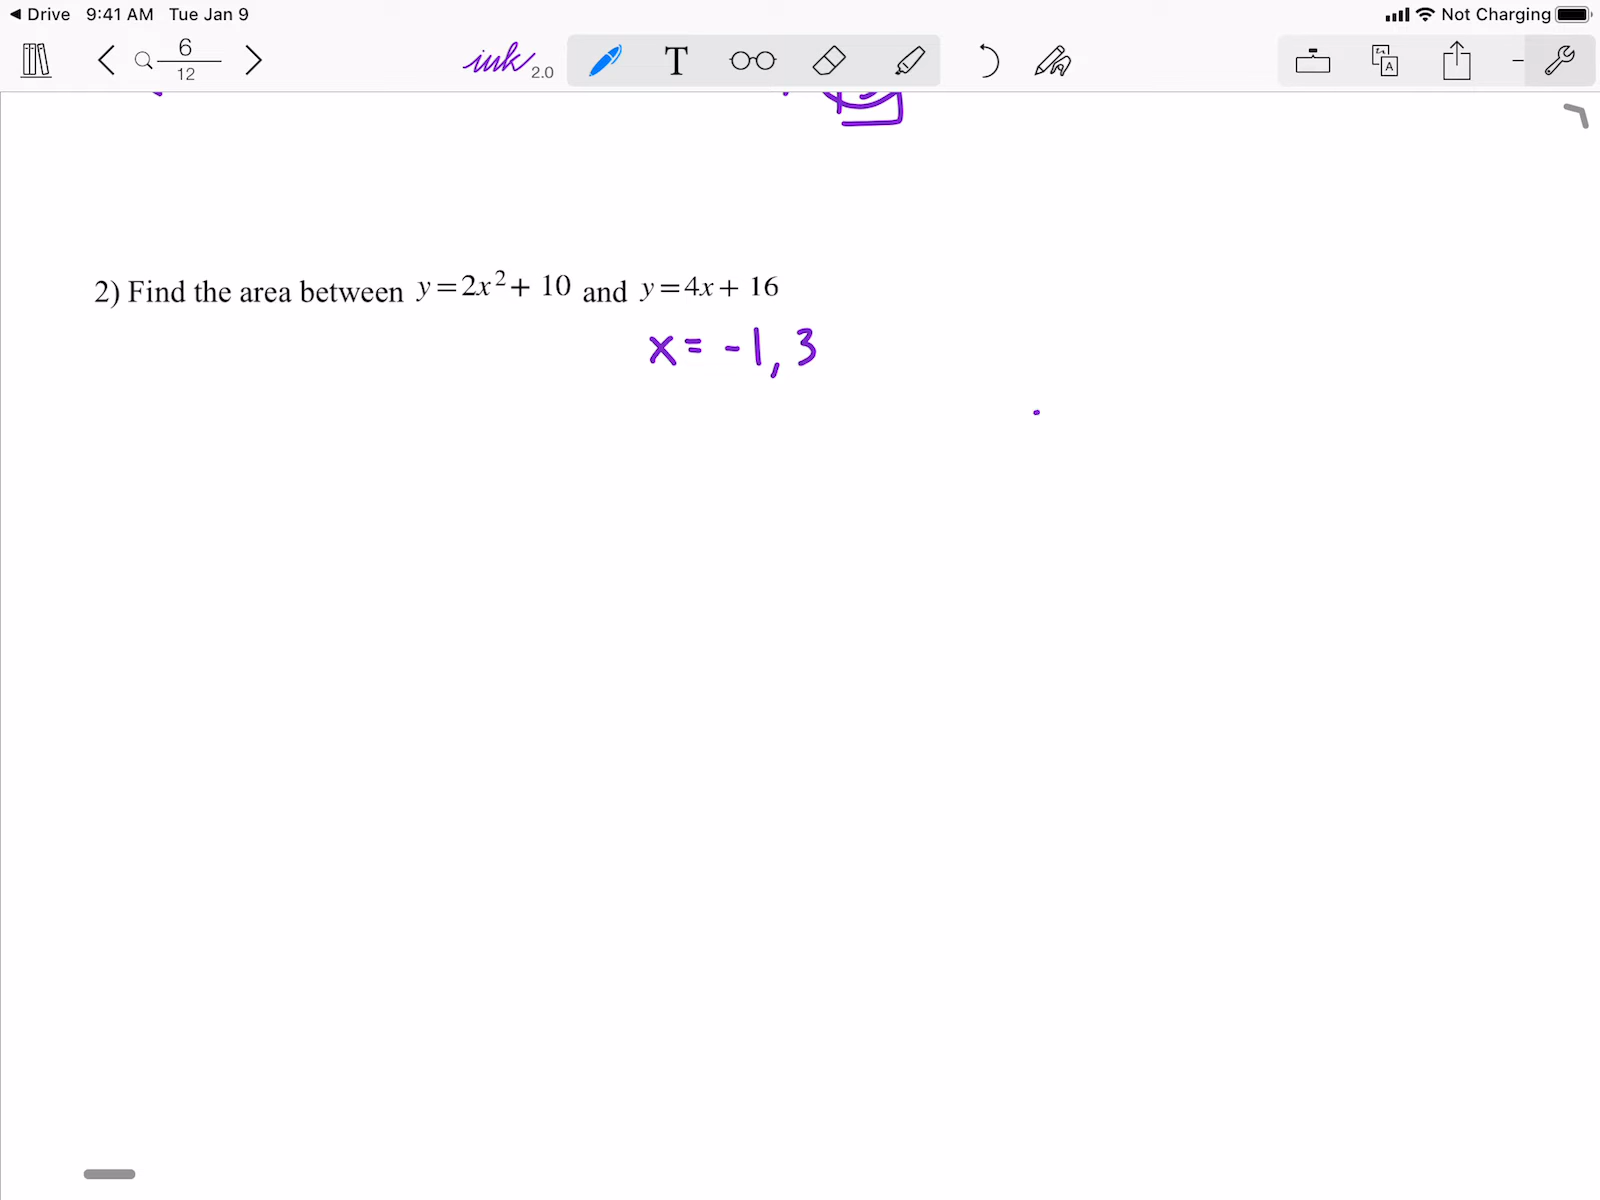 Drive 9:41 AM Tue Jan 9 Not Charging
6
12
ink 2.0 T A
2) Find the area between y=2x²+ 10 and y=4x+ 16
x= -1, 3